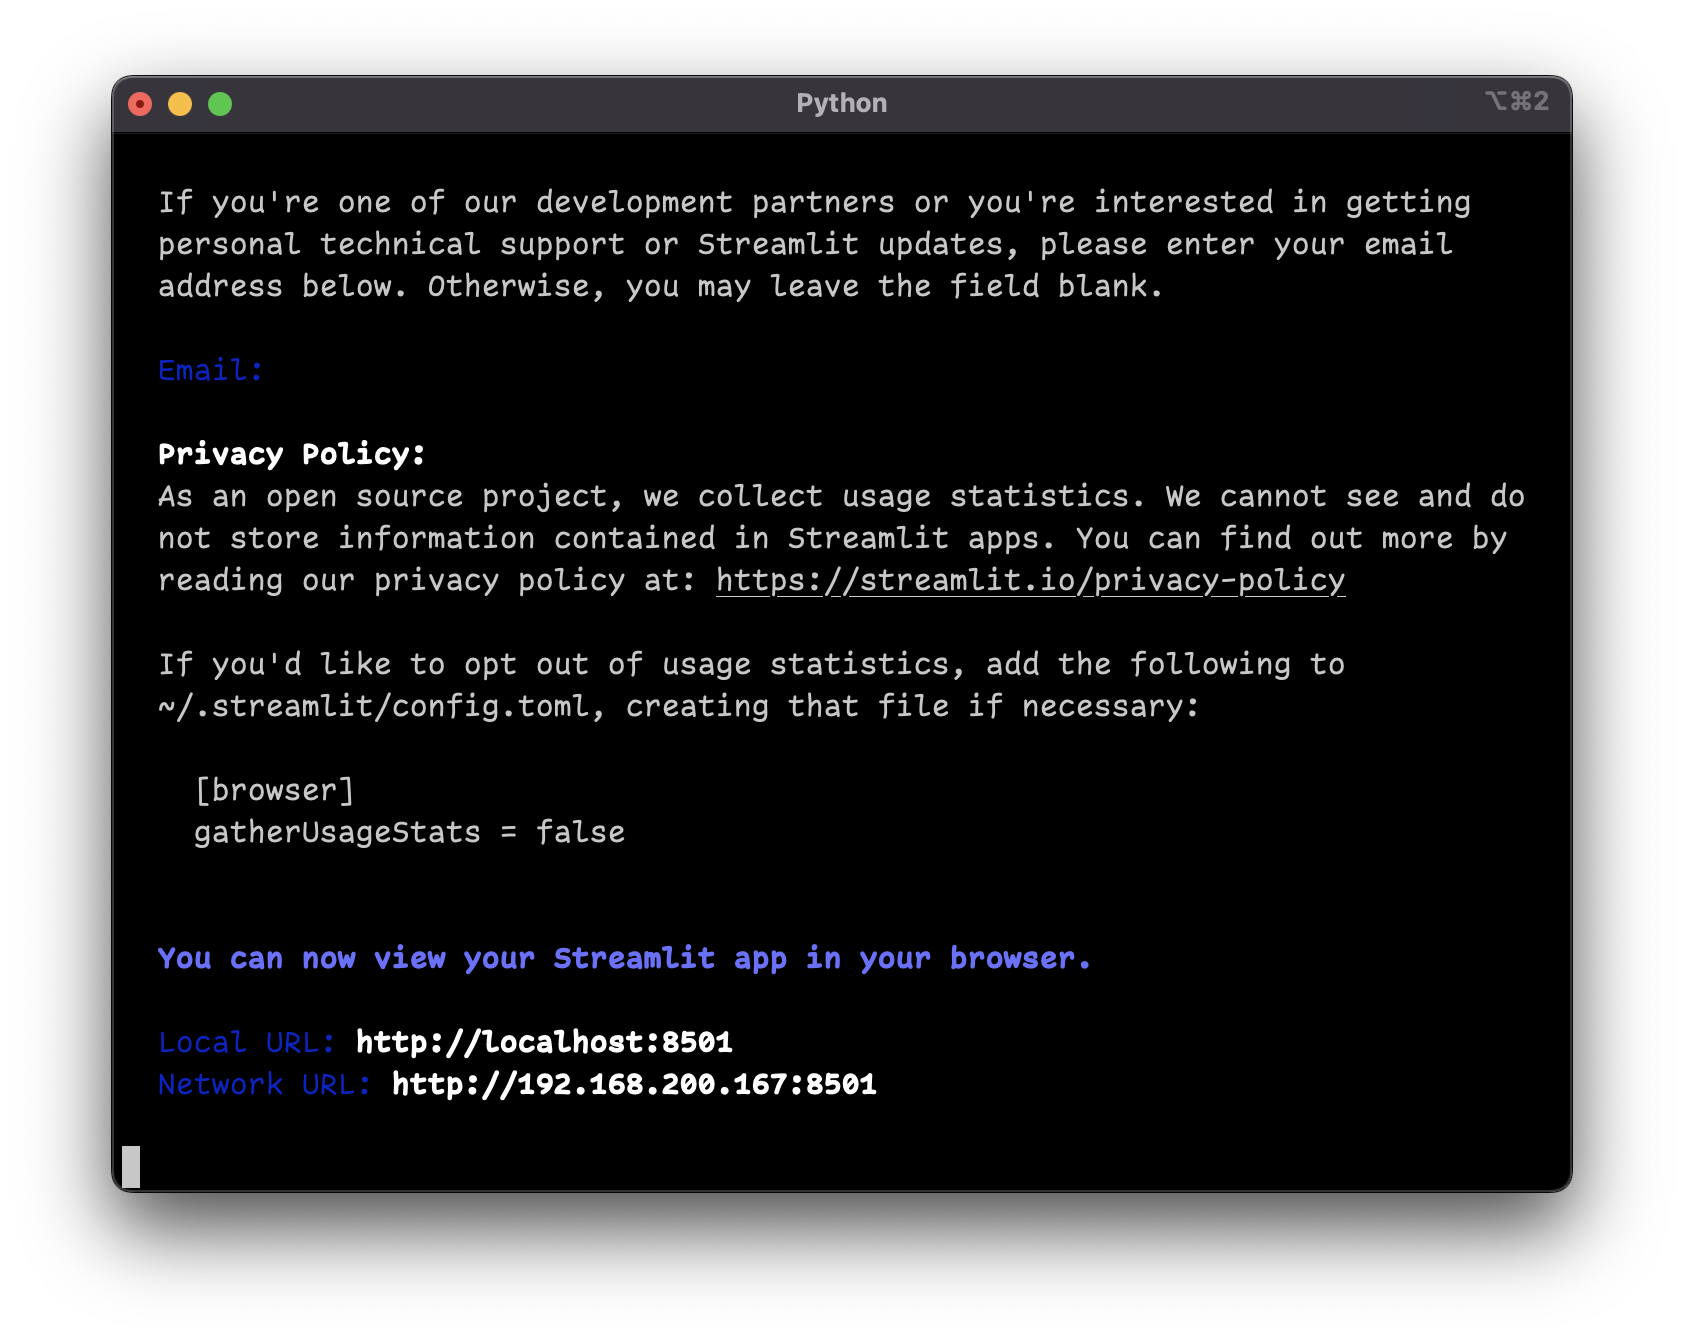 Python
⌥⌘2
If you're one of our development partners or you're interested in getting
personal technical support or Streamlit updates, please enter your email
address below. Otherwise, you may leave the field blank.
Email:
Privacy Policy:
As an open source project, we collect usage statistics. We cannot see and do
not store information contained in Streamlit apps. You can find out more by
reading our privacy policy at: https://streamlit.io/privacy-policy
If you'd like to opt out of usage statistics, add the following to
~/.streamlit/config.toml, creating that file if necessary:
[browser]
gatherUsageStats = false
You can now view your Streamlit app in your browser.
Local URL: http://localhost:8501
Network URL: http://192.168.200.167:8501